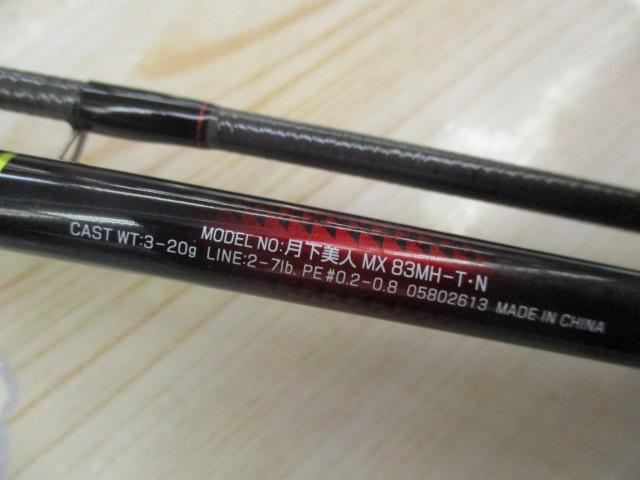 MODEL NO:月下美人 MX 83MH-T・N
CAST WT:3-20g LINE:2-7lb. PE#0.2-0.8 05802613 MADE IN CHINA